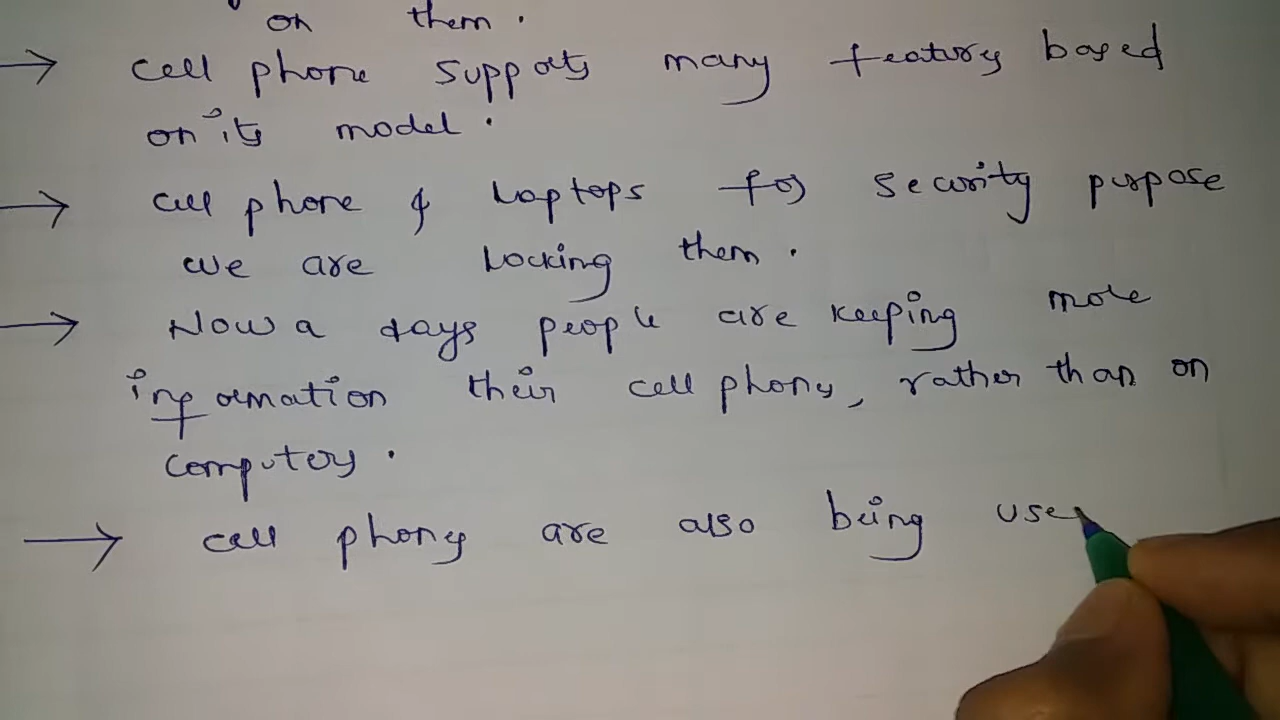 on them.
→ cell phone supports many features based
on its model.
→ cell phone & Laptops for security purpose
we are Locking them.
→ Now a days people are keeping more
information their cell phones, rather than on
computers.
→ cell phones are also being use